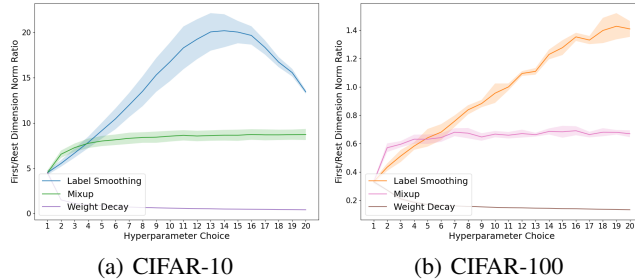 First/Rest Dimension Norm Ratio
20
15
10
5
0
Label Smoothing
Mixup
Weight Decay
1 2 3 4 5 6 7 8 9 10 11 12 13 14 15 16 17 18 19 20
Hyperparameter Choice
(a) CIFAR-10
First/Rest Dimension Norm Ratio
1.4
1.2
1.0
0.8
0.6
0.4
0.2
Label Smoothing
Mixup
Weight Decay
1 2 3 4 5 6 7 8 9 10 11 12 13 14 15 16 17 18 19 20
Hyperparameter Choice
(b) CIFAR-100